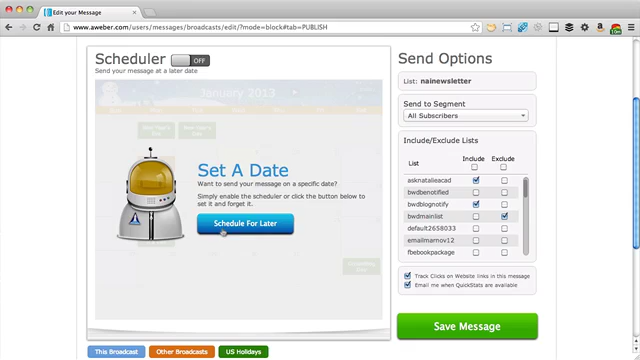 Edit your Message
www.aweber.com/users/messages/broadcasts/edit/?mode=block#tab=PUBLISH
Scheduler OFF
Send your message at a later date
January 2013
Set A Date
Want to send your message on a specific date?
Simply enable the scheduler or click the button below to
set it and forget it.
Schedule For Later
This Broadcast Other Broadcasts US Holidays
Send Options
List: nainewsletter
Send to Segment
All Subscribers
Include/Exclude Lists
List Include Exclude
asknatalieacad
bwdbenotified
bwdblognotify
bwdmainlist
default2658033
emailmarnov12
fbebookpackage
Track Clicks on Website links in this message
Email me when QuickStats are available
Save Message